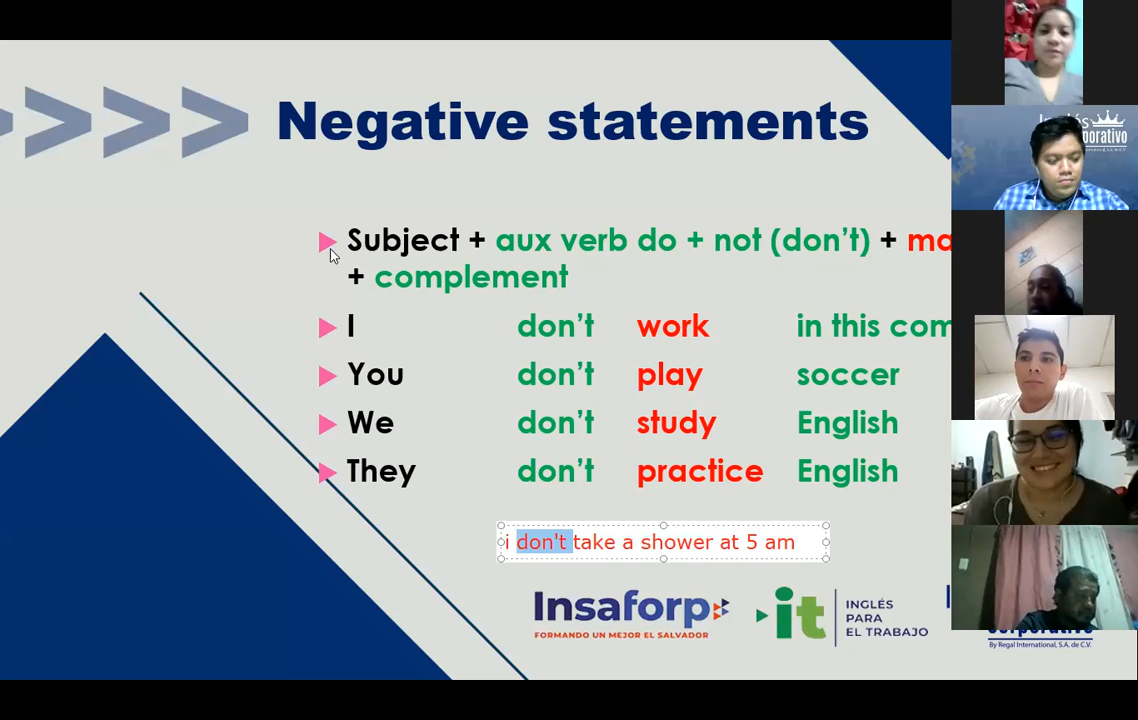 Negative statements
Subject + aux verb do + not (don't) +
+ complement
I don't work in this
You don't play soccer
We don't study English
They don't practice English
i don't take a shower at 5 am
Insaforp
FORMANDO UN MEJOR EL SALVADOR
it
INGLÉS
PARA
EL TRABAJO
By Regal International, S.A. de C.V.
Inglés